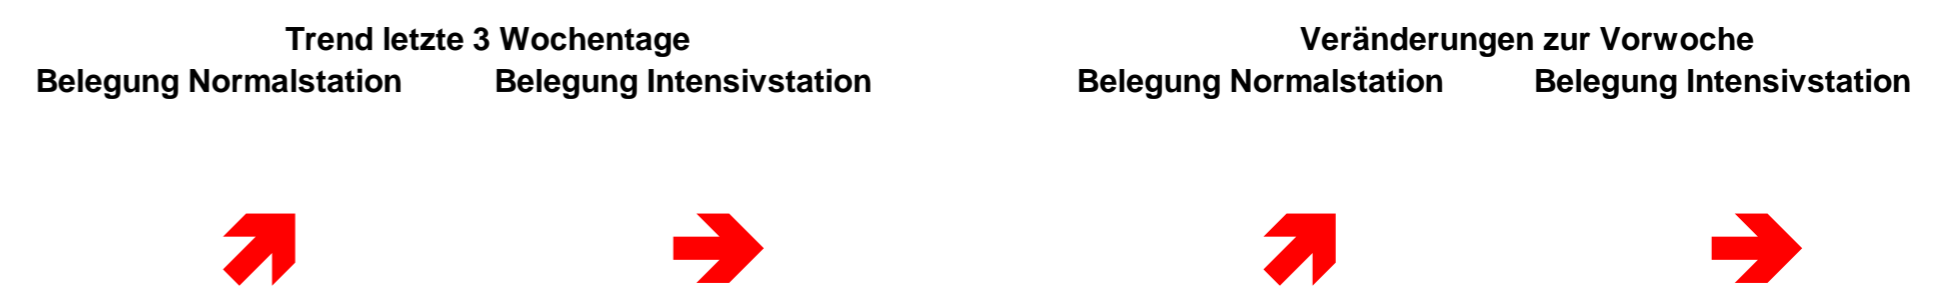 Trend letzte 3 Wochentage
Belegung Normalstation Belegung Intensivstation
Veränderungen zur Vorwoche
Belegung Normalstation Belegung Intensivstation